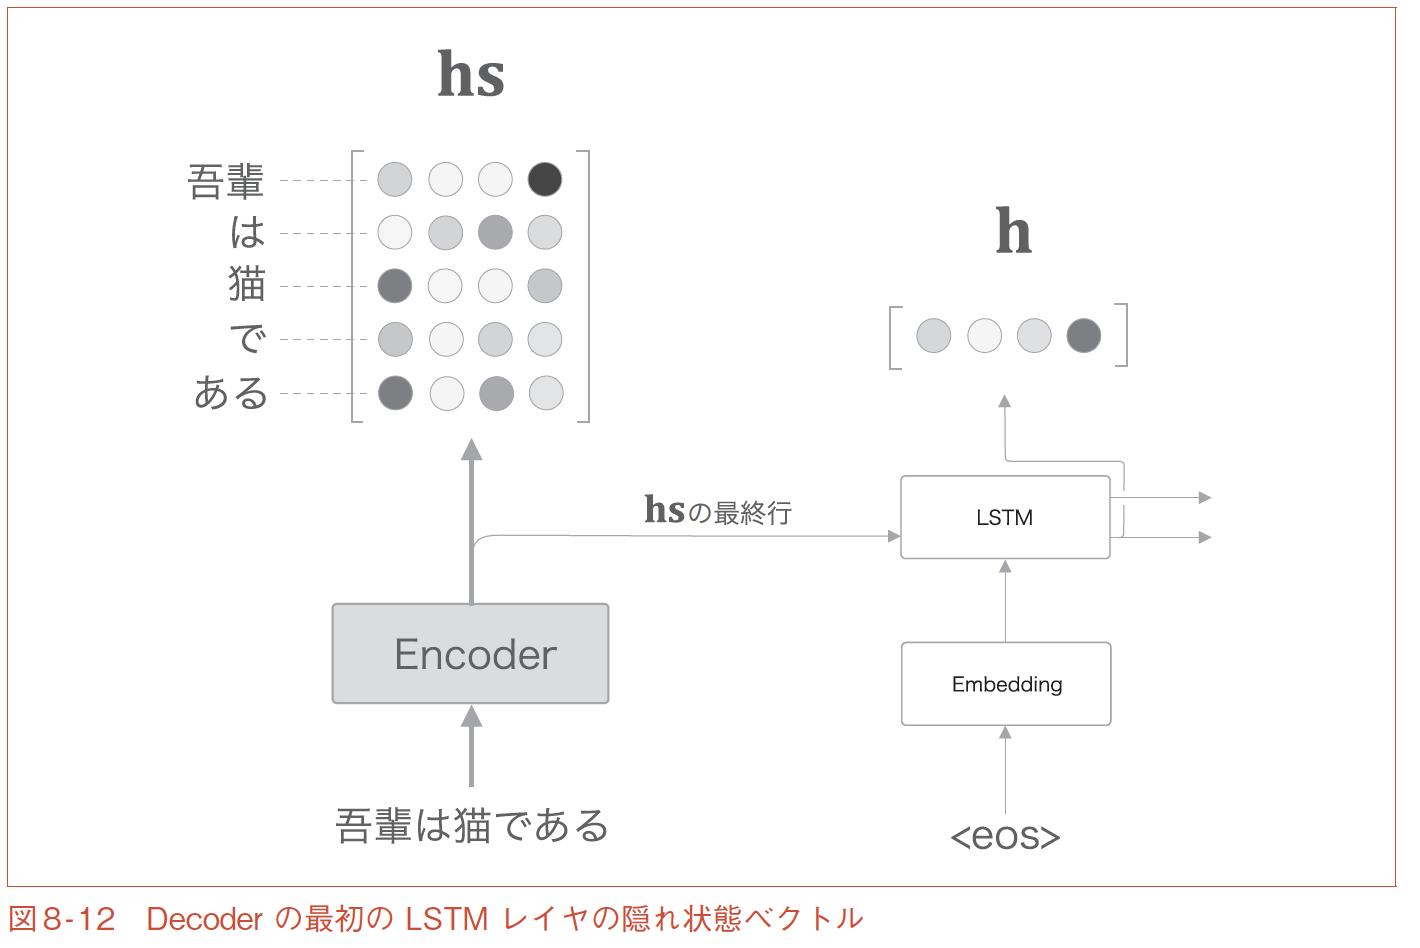 hs
吾輩
は
猫
で
ある
h
hsの最終行
LSTM
Encoder
Embedding
吾輩は猫である
<eos>
図8-12 Decoder の最初の LSTM レイヤの隠れ状態ベクトル